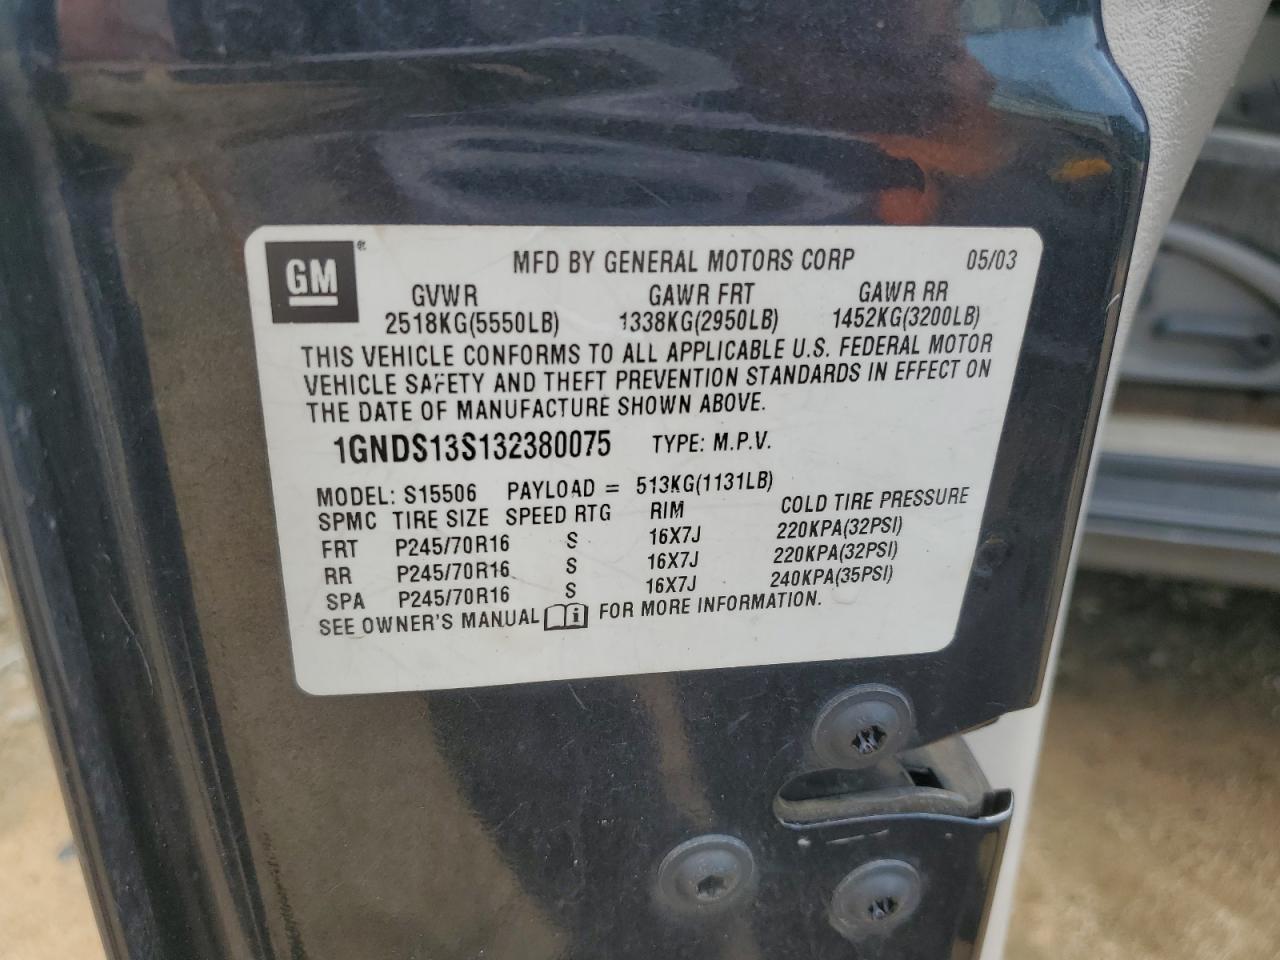 GM ®
MFD BY GENERAL MOTORS CORP 05/03
GVWR GAWR FRT GAWR RR
2518KG(5550LB) 1338KG(2950LB) 1452KG(3200LB)
THIS VEHICLE CONFORMS TO ALL APPLICABLE U.S. FEDERAL MOTOR
VEHICLE SAFETY AND THEFT PREVENTION STANDARDS IN EFFECT ON
THE DATE OF MANUFACTURE SHOWN ABOVE.
1GNDS13S132380075 TYPE: M.P.V.
MODEL: S15506 PAYLOAD = 513KG(1131LB)
SPMC TIRE SIZE SPEED RTG RIM COLD TIRE PRESSURE
FRT P245/70R16 S 16X7J 220KPA(32PSI)
RR P245/70R16 S 16X7J 220KPA(32PSI)
SPA P245/70R16 S 16X7J 240KPA(35PSI)
SEE OWNER'S MANUAL i FOR MORE INFORMATION.